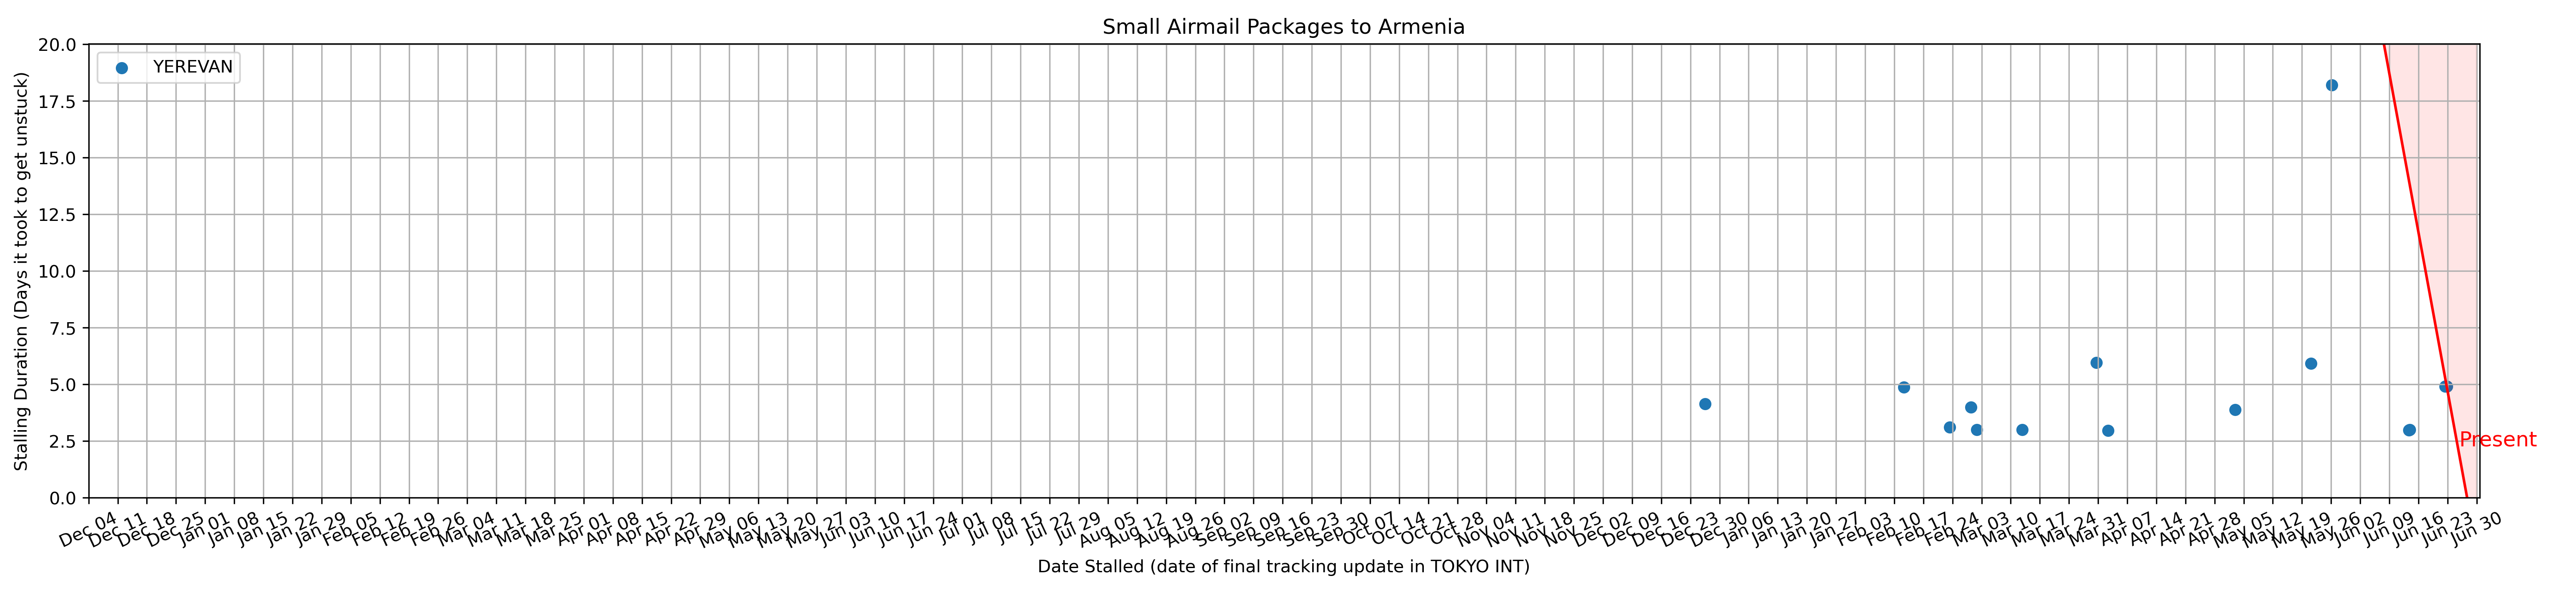 Small Airmail Packages to Armenia
YEREVAN
Stalling Duration (Days it took to get unstuck)
20.0
17.5
15.0
12.5
10.0
7.5
5.0
2.5
0.0
Present
Dec 04
Dec 11
Dec 18
Dec 25
Jan 01
Jan 08
Jan 15
Jan 22
Jan 29
Feb 05
Feb 12
Feb 19
Feb 26
Mar 04
Mar 11
Mar 18
Mar 25
Apr 01
Apr 08
Apr 15
Apr 22
Apr 29
May 06
May 13
May 20
May 27
Jun 03
Jun 10
Jun 17
Jun 24
Jul 01
Jul 08
Jul 15
Jul 22
Jul 29
Aug 05
Aug 12
Aug 19
Aug 26
Sep 02
Sep 09
Sep 16
Sep 23
Sep 30
Oct 07
Oct 14
Oct 21
Oct 28
Nov 04
Nov 11
Nov 18
Nov 25
Dec 02
Dec 09
Dec 16
Dec 23
Dec 30
Jan 06
Jan 13
Jan 20
Jan 27
Feb 03
Feb 10
Feb 17
Feb 24
Mar 03
Mar 10
Mar 17
Mar 24
Mar 31
Apr 07
Apr 14
Apr 21
Apr 28
May 05
May 12
May 19
May 26
Jun 02
Jun 09
Jun 16
Jun 23
Jun 30
Date Stalled (date of final tracking update in TOKYO INT)